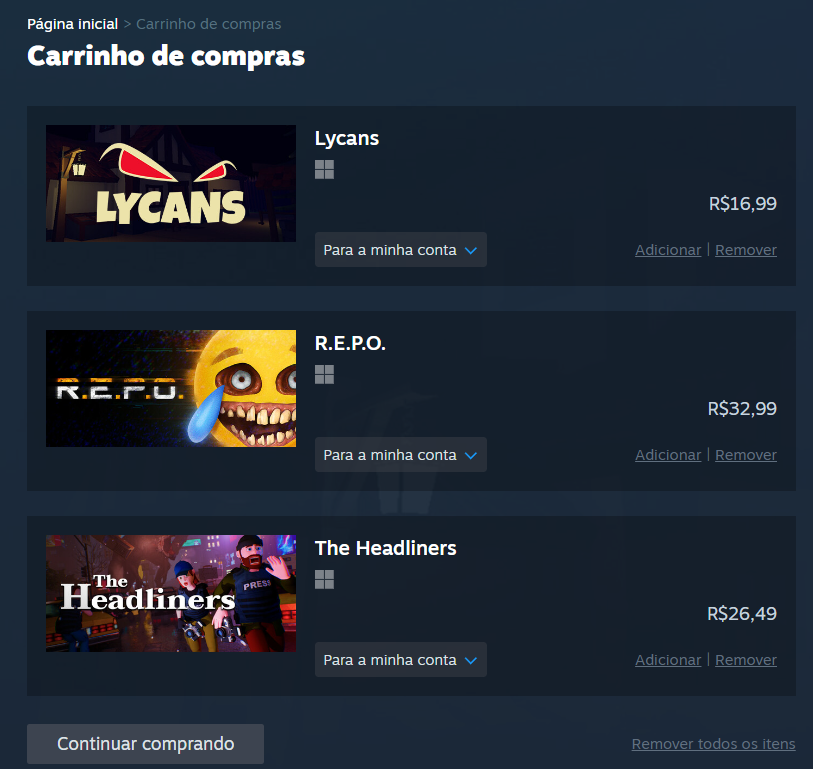 Página inicial > Carrinho de compras
Carrinho de compras
LYCANS
Lycans
R$16,99
Para a minha conta
Adicionar | Remover
R.E.P.O.
R.E.P.O.
R$32,99
Para a minha conta
Adicionar | Remover
The
Headliners
PRESS
The Headliners
R$26,49
Para a minha conta
Adicionar | Remover
Continuar comprando
Remover todos os itens